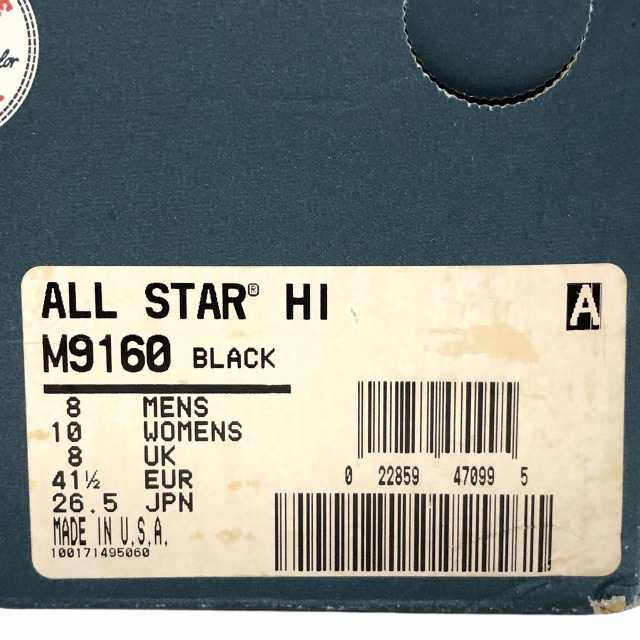 lor
ALL STAR® HI
A
M9160 BLACK
8 MENS
10 WOMENS
8 UK
41½ EUR
26.5 JPN
MADE IN U.S.A.
100171495060
0 22859 47099 5